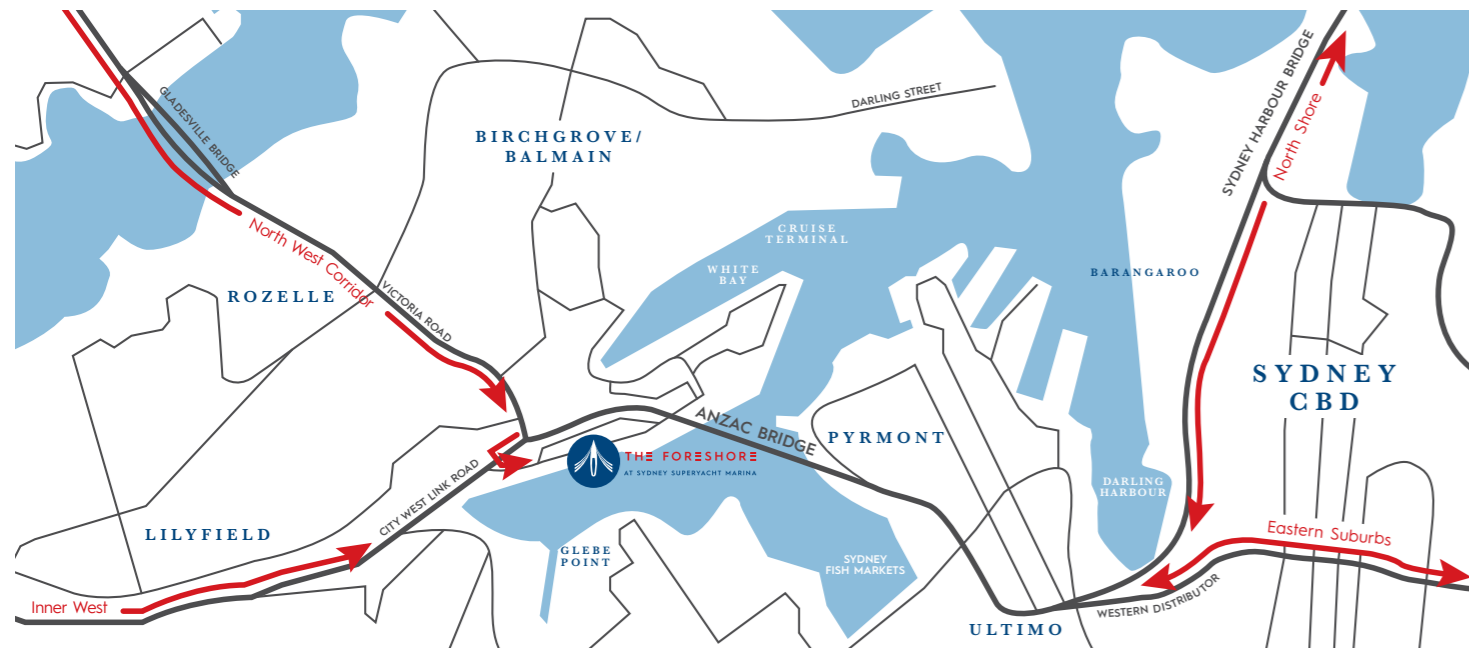 SYDNEY HARBOUR BRIDGE
North Shore
GLADESVILLE BRIDGE
DARLING STREET
BIRCHGROVE/
BALMAIN
CRUISE
TERMINAL
North West Corridor
WHITE
BAY
BARANGAROO
ROZELLE
VICTORIA ROAD
SYDNEY
CBD
ANZAC BRIDGE
PYRMONT
THE FORESHORE
AT SYDNEY SUPERYACHT MARINA
CITY WEST LINK ROAD
DARLING
HARBOUR
LILYFIELD
Eastern Suburbs
GLEBE
POINT
SYDNEY
FISH MARKETS
WESTERN DISTRIBUTOR
Inner West
ULTIMO